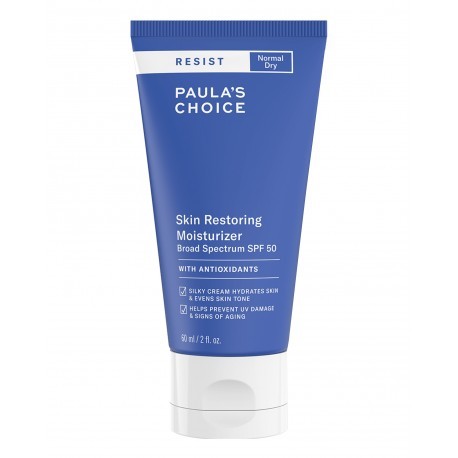 RESIST
Normal
Dry
PAULA'S
CHOICE
Skin Restoring
Moisturizer
Broad Spectrum SPF 50
WITH ANTIOXIDANTS
SILKY CREAM HYDRATES SKIN
& EVENS SKIN TONE
HELPS PREVENT UV DAMAGE
& SIGNS OF AGING
60 ml / 2 fl. oz.